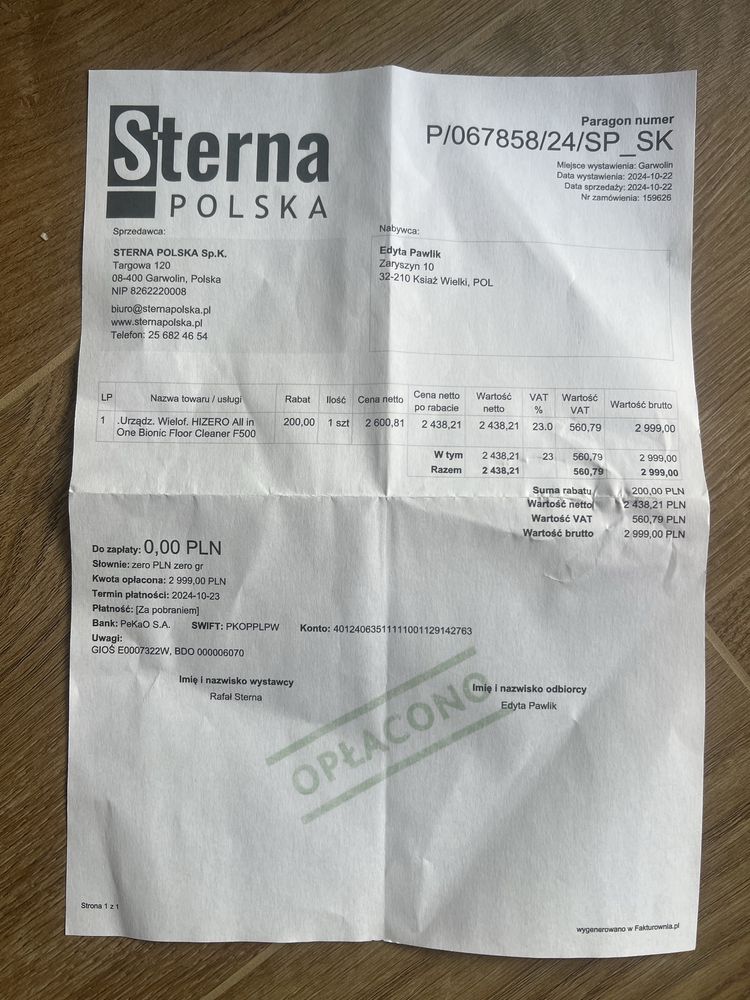 Sterna
POLSKA
Paragon numer
P/067858/24/SP_SK
Miejsce wystawienia: Garwolin
Data wystawienia: 2024-10-22
Data sprzedaży: 2024-10-22
Nr zamówienia: 159626
Sprzedawca:
STERNA POLSKA Sp.K.
Targowa 120
08-400 Garwolin, Polska
NIP 8262220008
biuro@sternapolska.pl
www.sternapolska.pl
Telefon: 25 682 46 54
Nabywca:
Edyta Pawlik
Zaryszyn 10
32-210 Ksiaż Wielki, POL
LP Nazwa towaru / usługi Rabat Ilość Cena netto Cena netto po rabacie Wartość netto VAT % Wartość VAT Wartość brutto
1 .Urządz. Wielof. HIZERO All in One Bionic Floor Cleaner F500 200,00 1 szt 2 600,81 2 438,21 2 438,21 23.0 560,79 2 999,00
W tym 2 438,21 23 560,79 2 999,00
Razem 2 438,21 560,79 2 999,00
Suma rabatu 200,00 PLN
Wartość netto 2 438,21 PLN
Wartość VAT 560,79 PLN
Wartość brutto 2 999,00 PLN
Do zapłaty: 0,00 PLN
Słownie: zero PLN zero gr
Kwota opłacona: 2 999,00 PLN
Termin płatności: 2024-10-23
Płatność: [Za pobraniem]
Bank: PeKaO S.A. SWIFT: PKOPPLPW Konto: 40124063511111001129142763
Uwagi:
GIOŚ E0007322W, BDO 000006070
Imię i nazwisko wystawcy
Rafał Sterna
Imię i nazwisko odbiorcy
Edyta Pawlik
OPŁACONO
Strona 1 z 1
wygenerowano w Fakturownia.pl